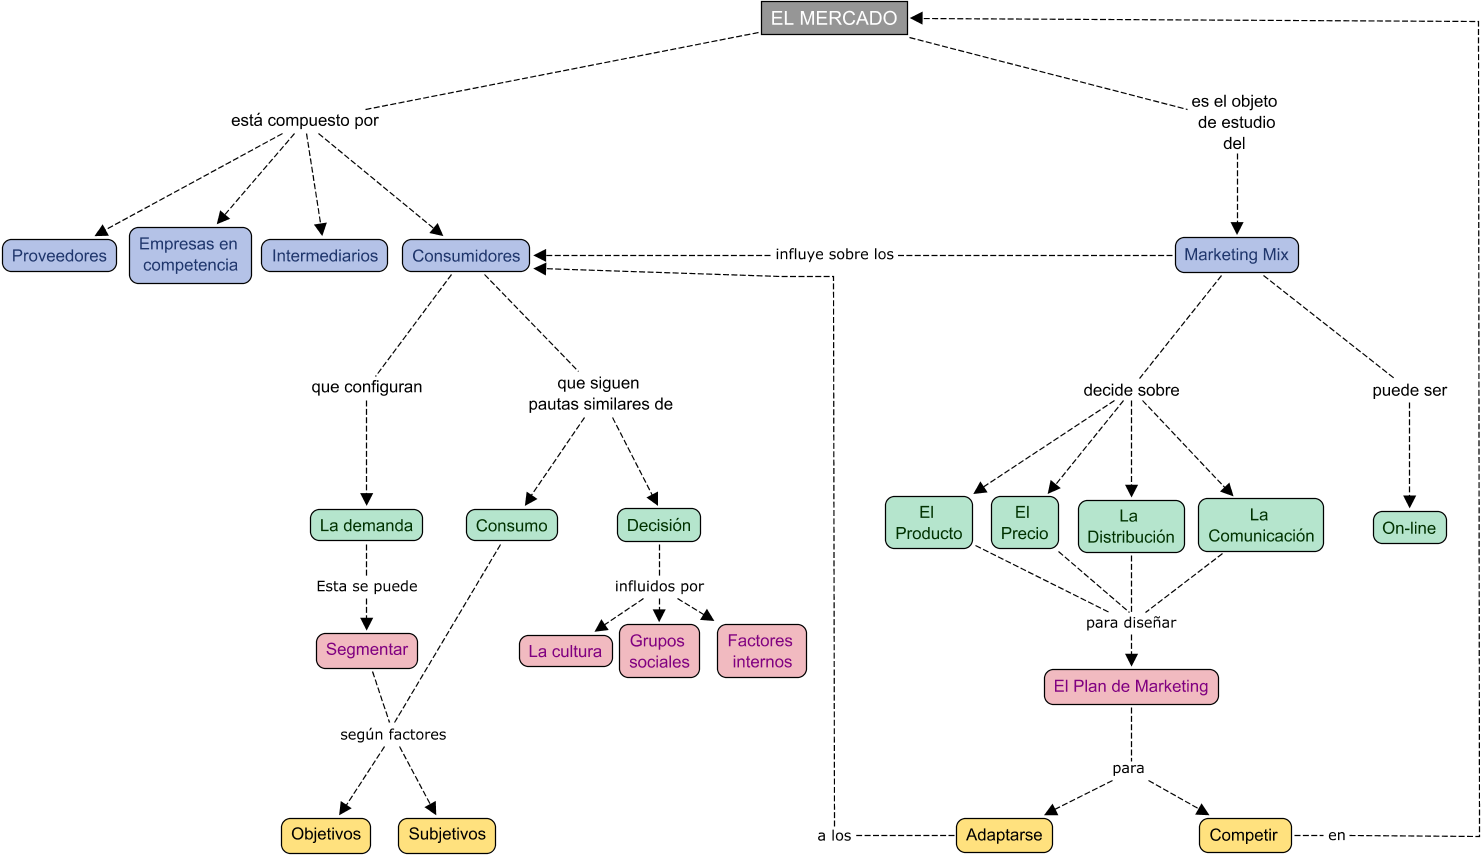 EL MERCADO
está compuesto por
es el objeto
de estudio
del
Proveedores
Empresas en
competencia
Intermediarios
Consumidores
influye sobre los
Marketing Mix
que configuran
que siguen
pautas similares de
decide sobre
puede ser
La demanda
Consumo
Decisión
El
Producto
El
Precio
La
Distribución
La
Comunicación
On-line
Esta se puede
influidos por
para diseñar
Segmentar
La cultura
Grupos
sociales
Factores
internos
El Plan de Marketing
según factores
para
Objetivos
Subjetivos
a los
Adaptarse
Competir
en